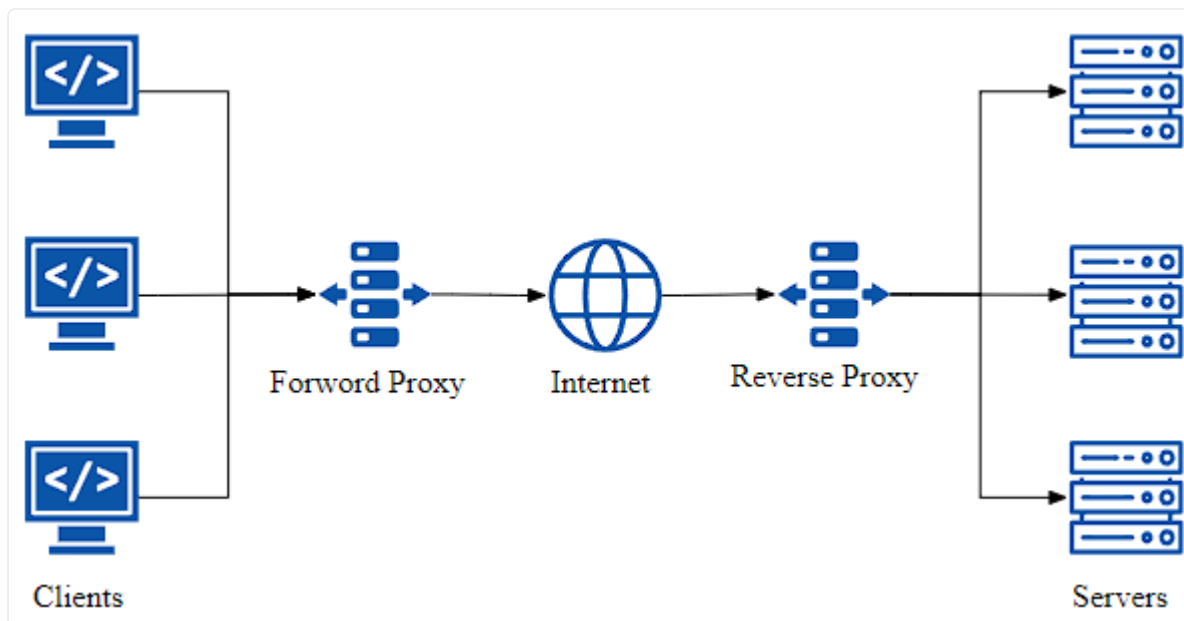 </>
</>
</>
Forword Proxy
Internet
Reverse Proxy
Clients
Servers